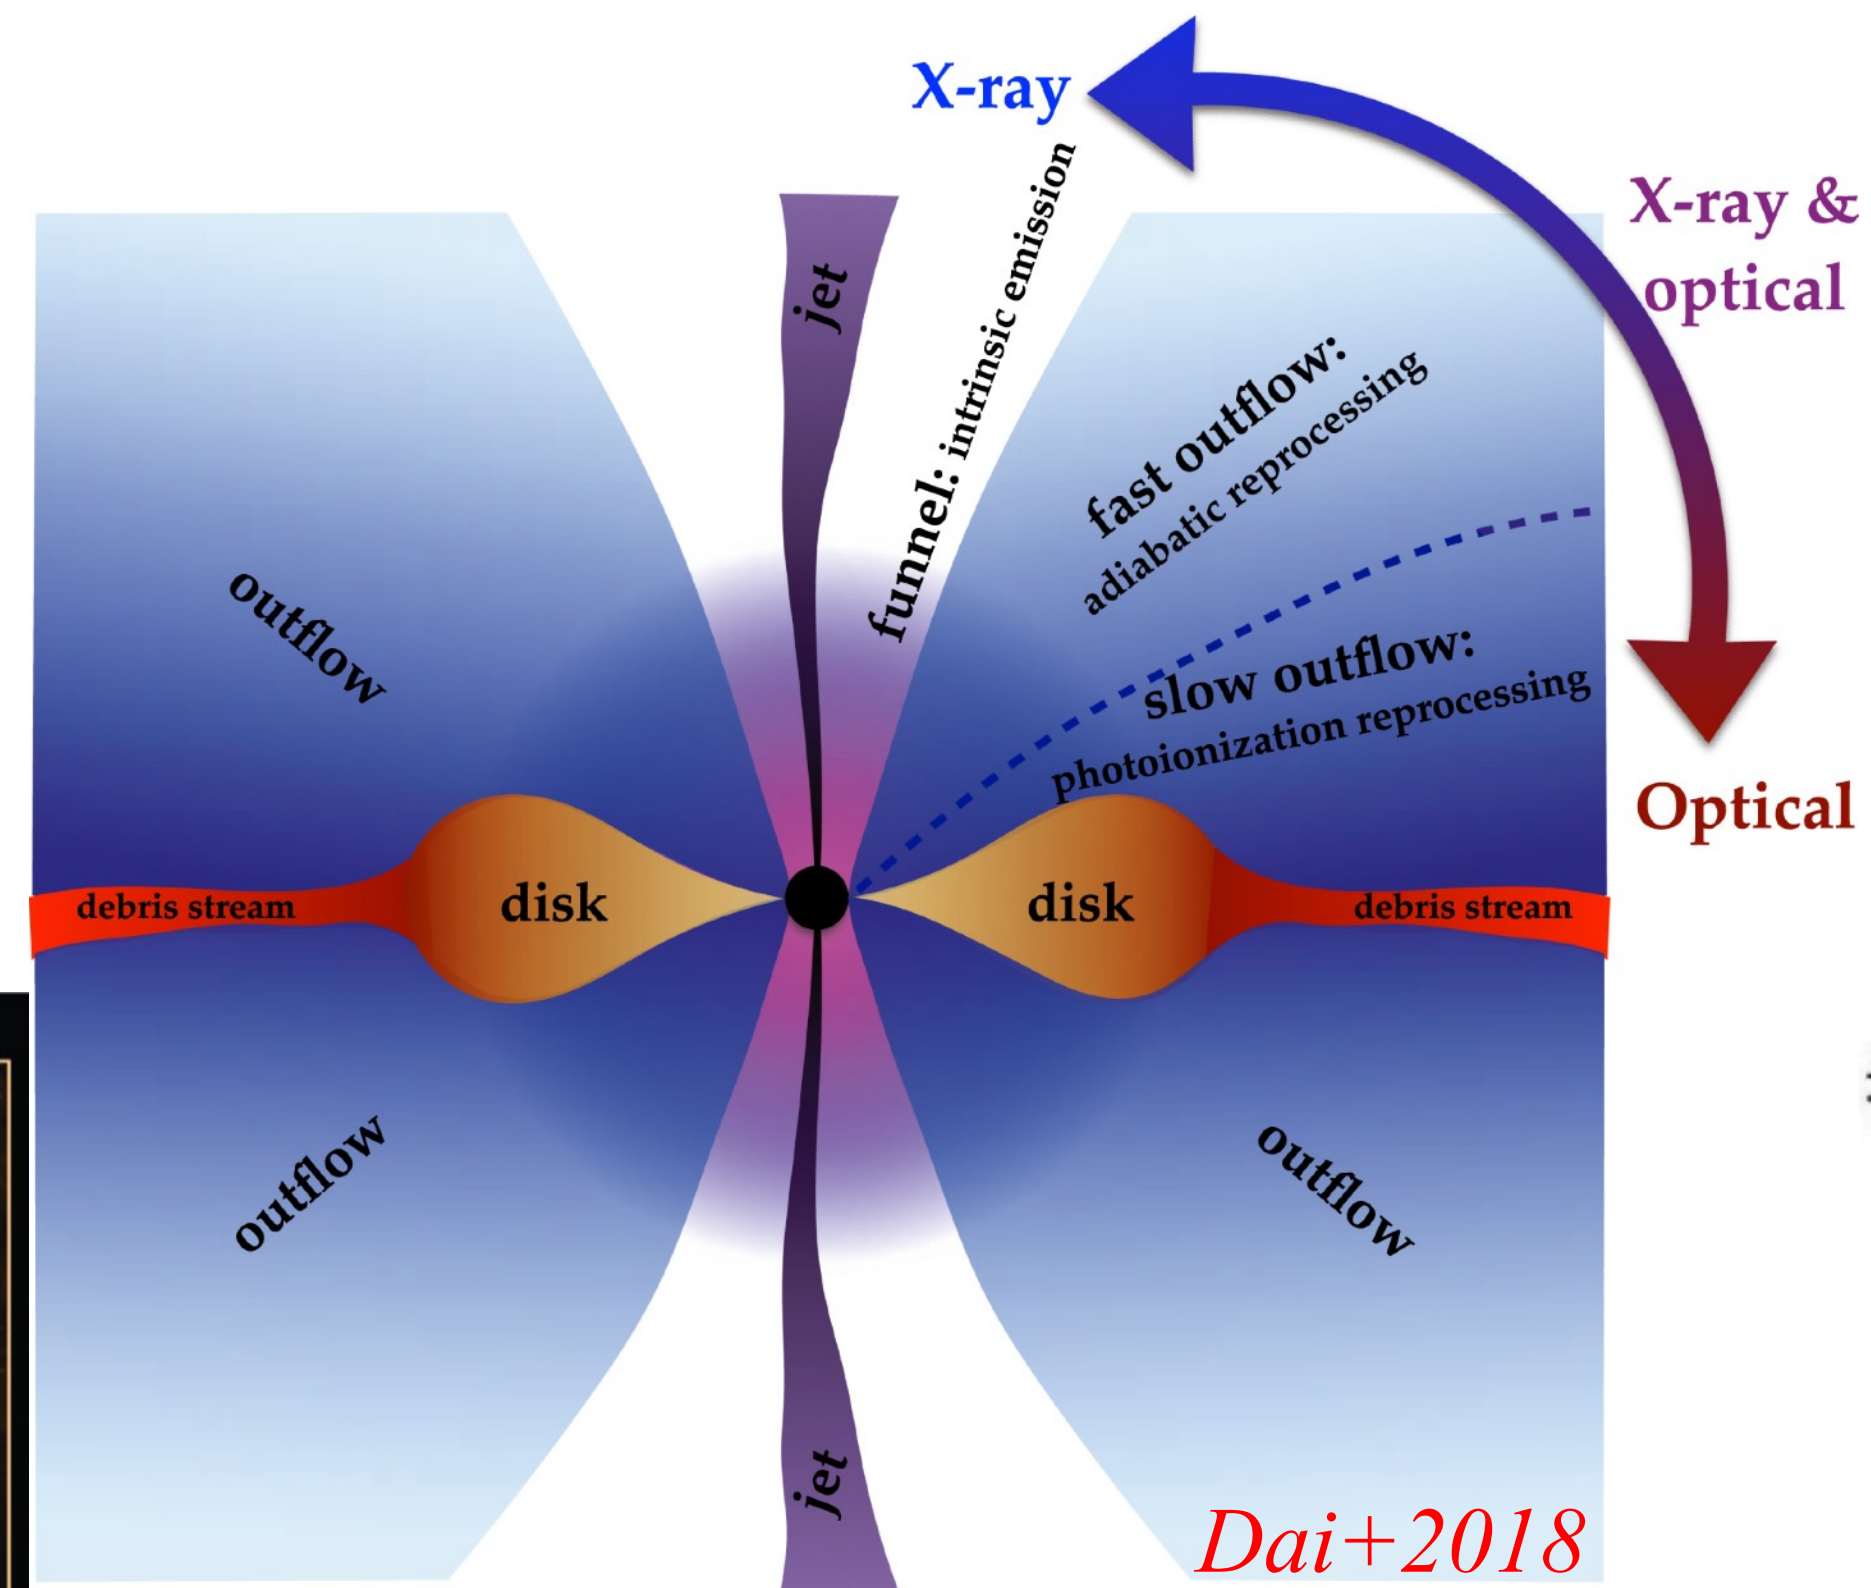 X-ray
X-ray &
optical
jet
funnel: intrinsic emission
fast outflow:
adiabatic reprocessing
outflow
slow outflow:
photoionization reprocessing
Optical
debris stream
disk
disk
debris stream
outflow
outflow
jet
Dai+2018